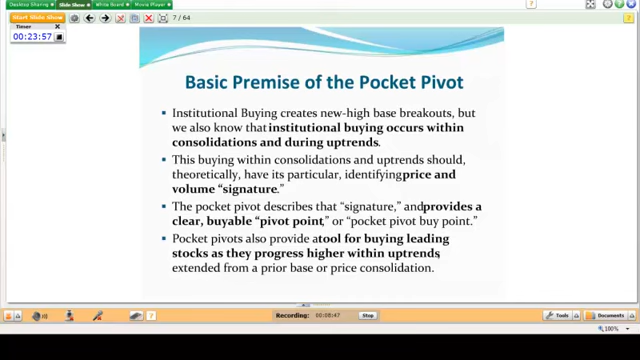 Desktop Sharing
Slide Show
White Board
Movie Player
7
Start Slide Show
7 / 64
Timer
00:23:57
Basic Premise of the Pocket Pivot
Institutional Buying creates new-high base breakouts, but
we also know that institutional buying occurs within
consolidations and during uptrends.
This buying within consolidations and uptrends should,
theoretically, have its particular, identifying price and
volume “signature.”
The pocket pivot describes that “signature,” and provides a
clear, buyable “pivot point,” or “pocket pivot buy point.”
Pocket pivots also provide a tool for buying leading
stocks as they progress higher within uptrends,
extended from a prior base or price consolidation.
7
Recording:
00:08:47
Stop
Tools
Documents
100%